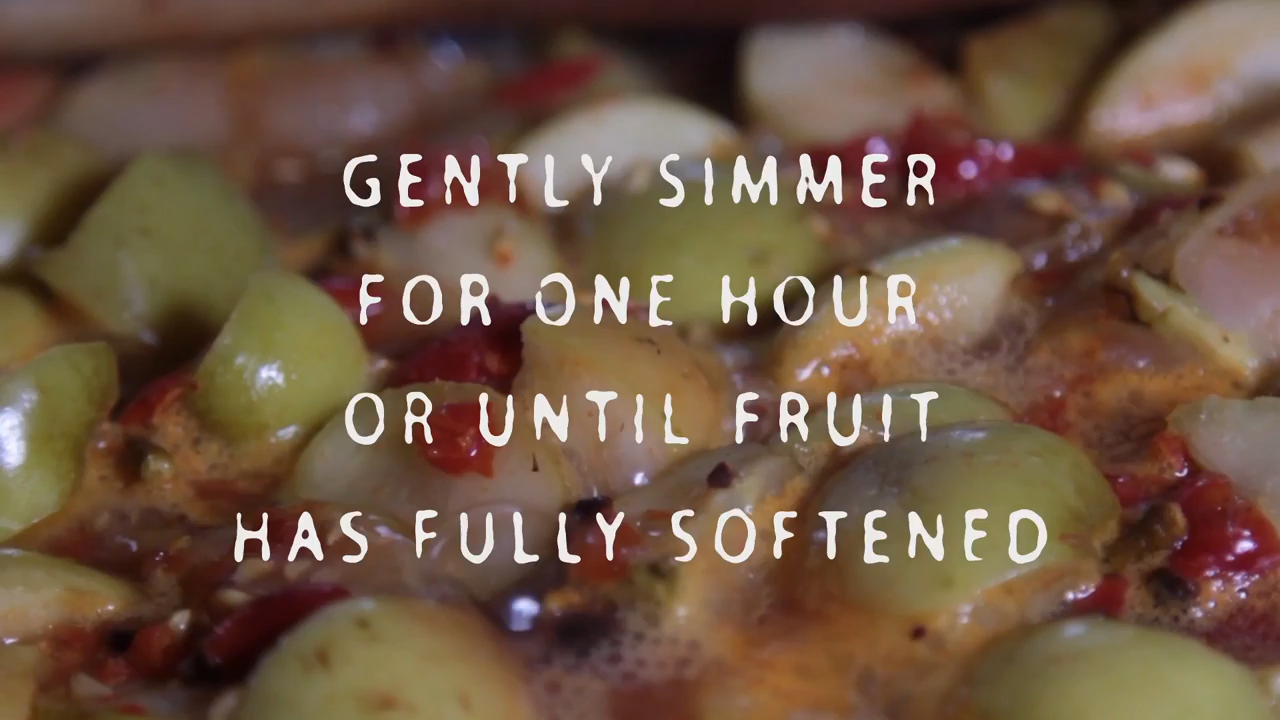 GENTLY SIMMER
FOR ONE HOUR
OR UNTIL FRUIT
HAS FULLY SOFTENED